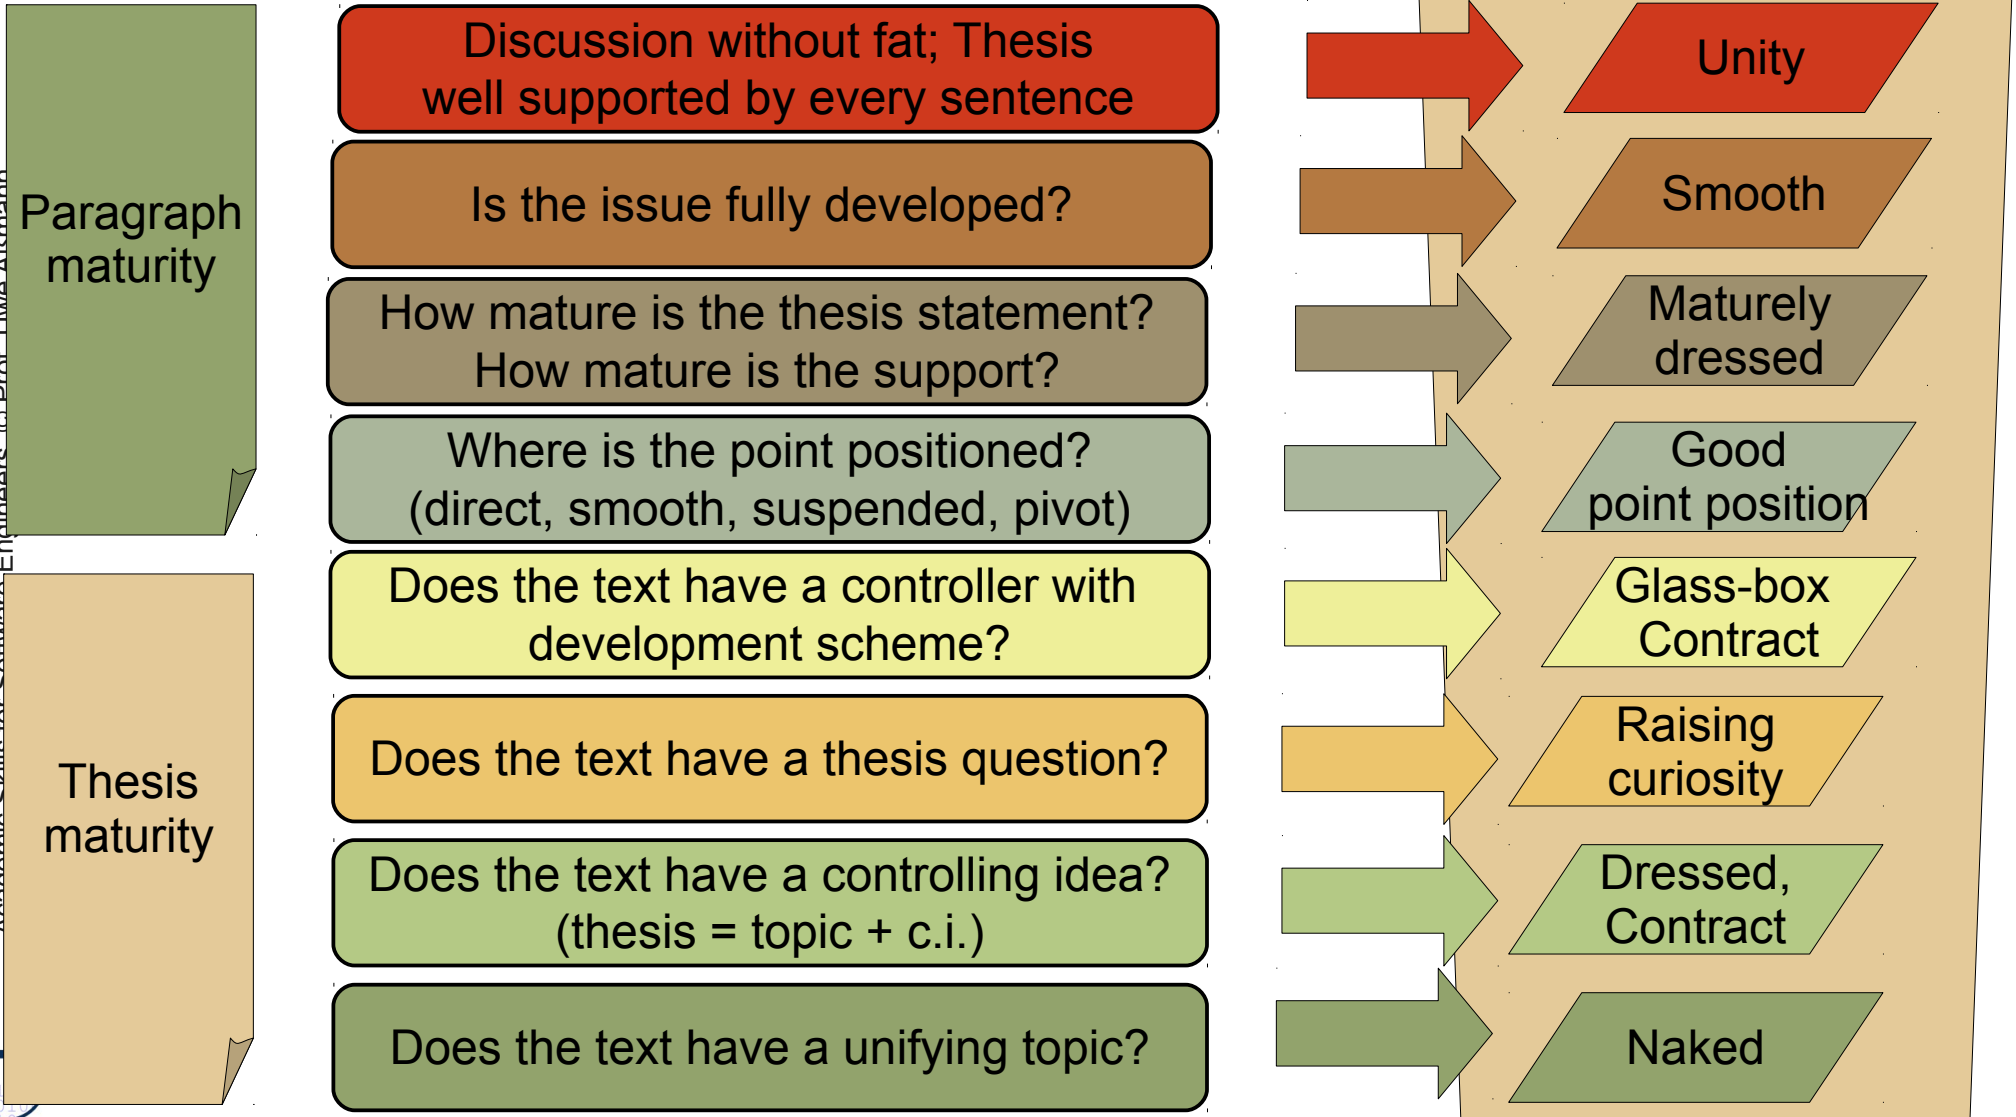 Paragraph
maturity
Thesis
maturity
Discussion without fat; Thesis
well supported by every sentence
Unity
Is the issue fully developed?
Smooth
How mature is the thesis statement?
How mature is the support?
Maturely
dressed
Where is the point positioned?
(direct, smooth, suspended, pivot)
Good
point position
Does the text have a controller with
development scheme?
Glass-box
Contract
Does the text have a thesis question?
Raising
curiosity
Does the text have a controlling idea?
(thesis = topic + c.i.)
Dressed,
Contract
Does the text have a unifying topic?
Naked